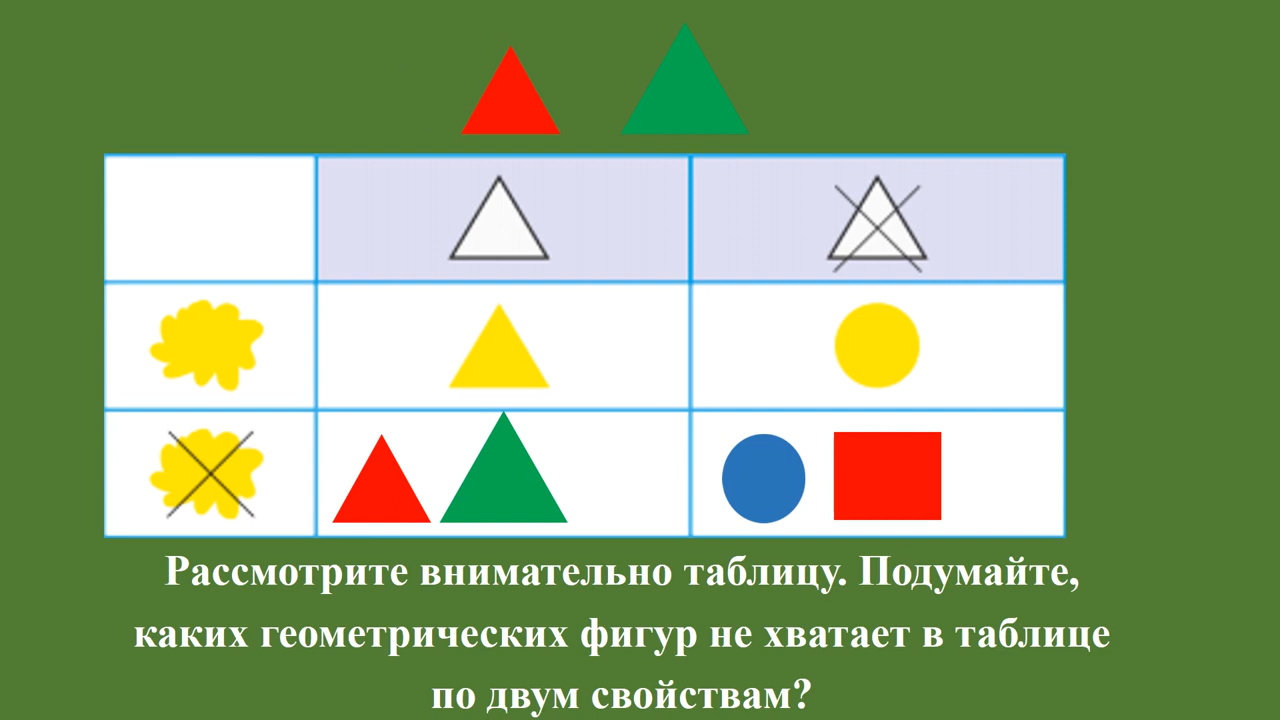 Рассмотрите внимательно таблицу. Подумайте,
каких геометрических фигур не хватает в таблице
по двум свойствам?